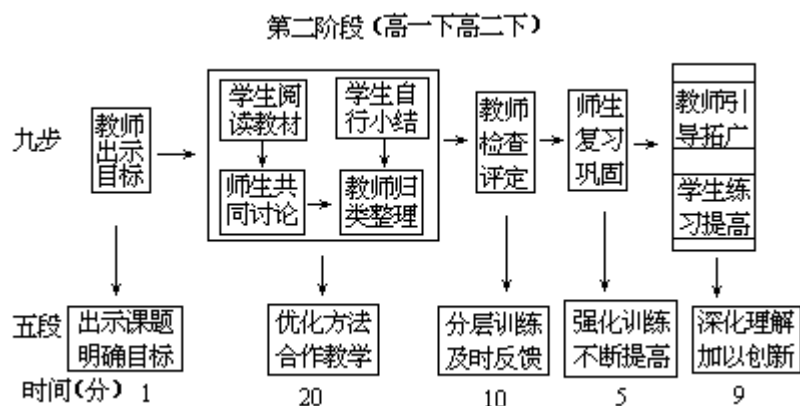 第二阶段(高一下高二下)
九步
教师
出示
目标
学生阅
读教材
学生自
行小结
师生共
同讨论
教师归
类整理
教师
检查
评定
师生
复习
巩固
教师引
导拓广
学生练
习提高
五段
出示课题
明确目标
优化方法
合作教学
分层训练
及时反馈
强化训练
不断提高
深化理解
加以创新
时间(分) 1 20 10 5 9